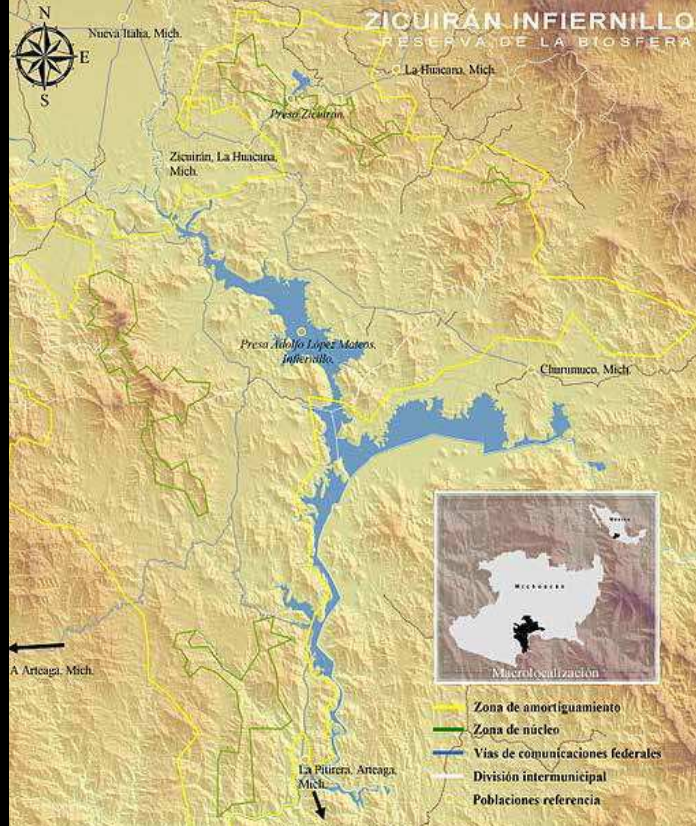 ZICUIRÁN INFIERNILLO
RESERVA DE LA BIOSFERA
N
E
S
Nueva Italia, Mich.
La Huacana, Mich.
Presa Zicuirán.
Zicuirán, La Huacana,
Mich.
Presa Adolfo López Mateos,
Infiernillo.
Churumuco, Mich.
México
Michoacán
Macrolocalización
A Arteaga, Mich.
Zona de amortiguamiento
Zona de núcleo
Vías de comunicaciones federales
División intermunicipal
Poblaciones referencia
La Pitirera, Arteaga,
Mich.